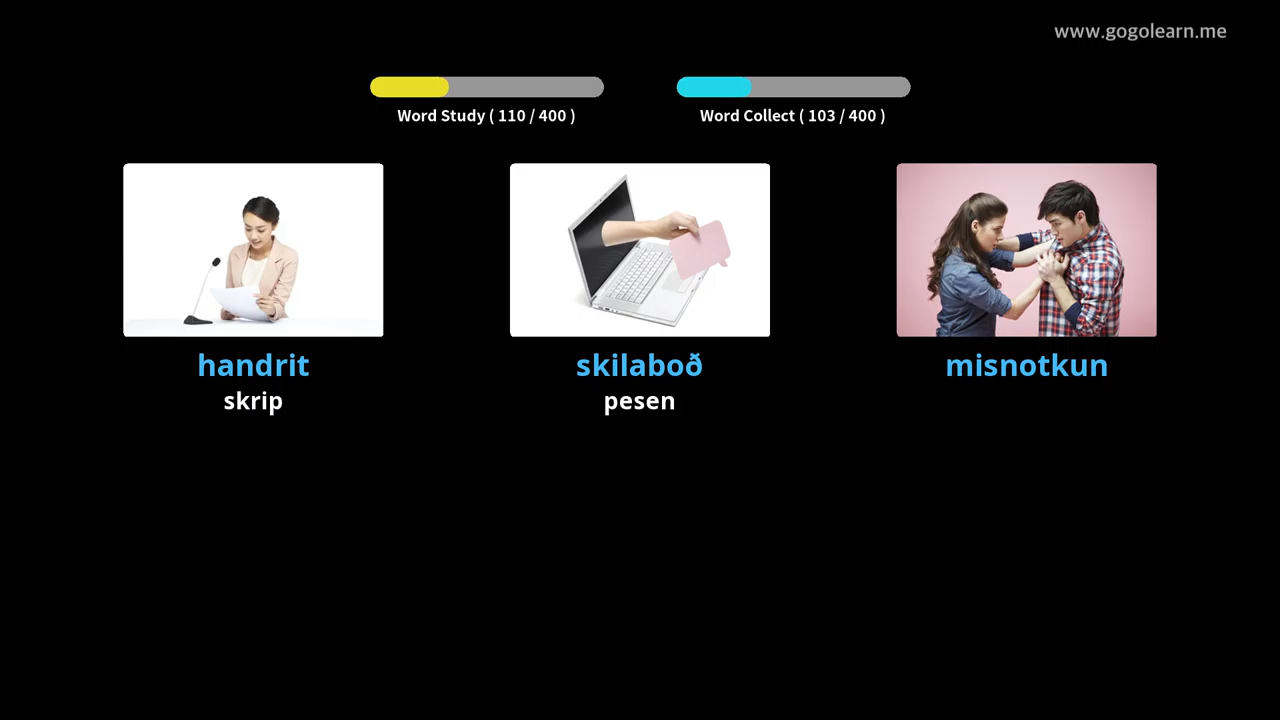 www.gogolearn.me
Word Study ( 110 / 400 )
Word Collect ( 103 / 400 )
handrit
skilaboð
misnotkun
skrip
pesen